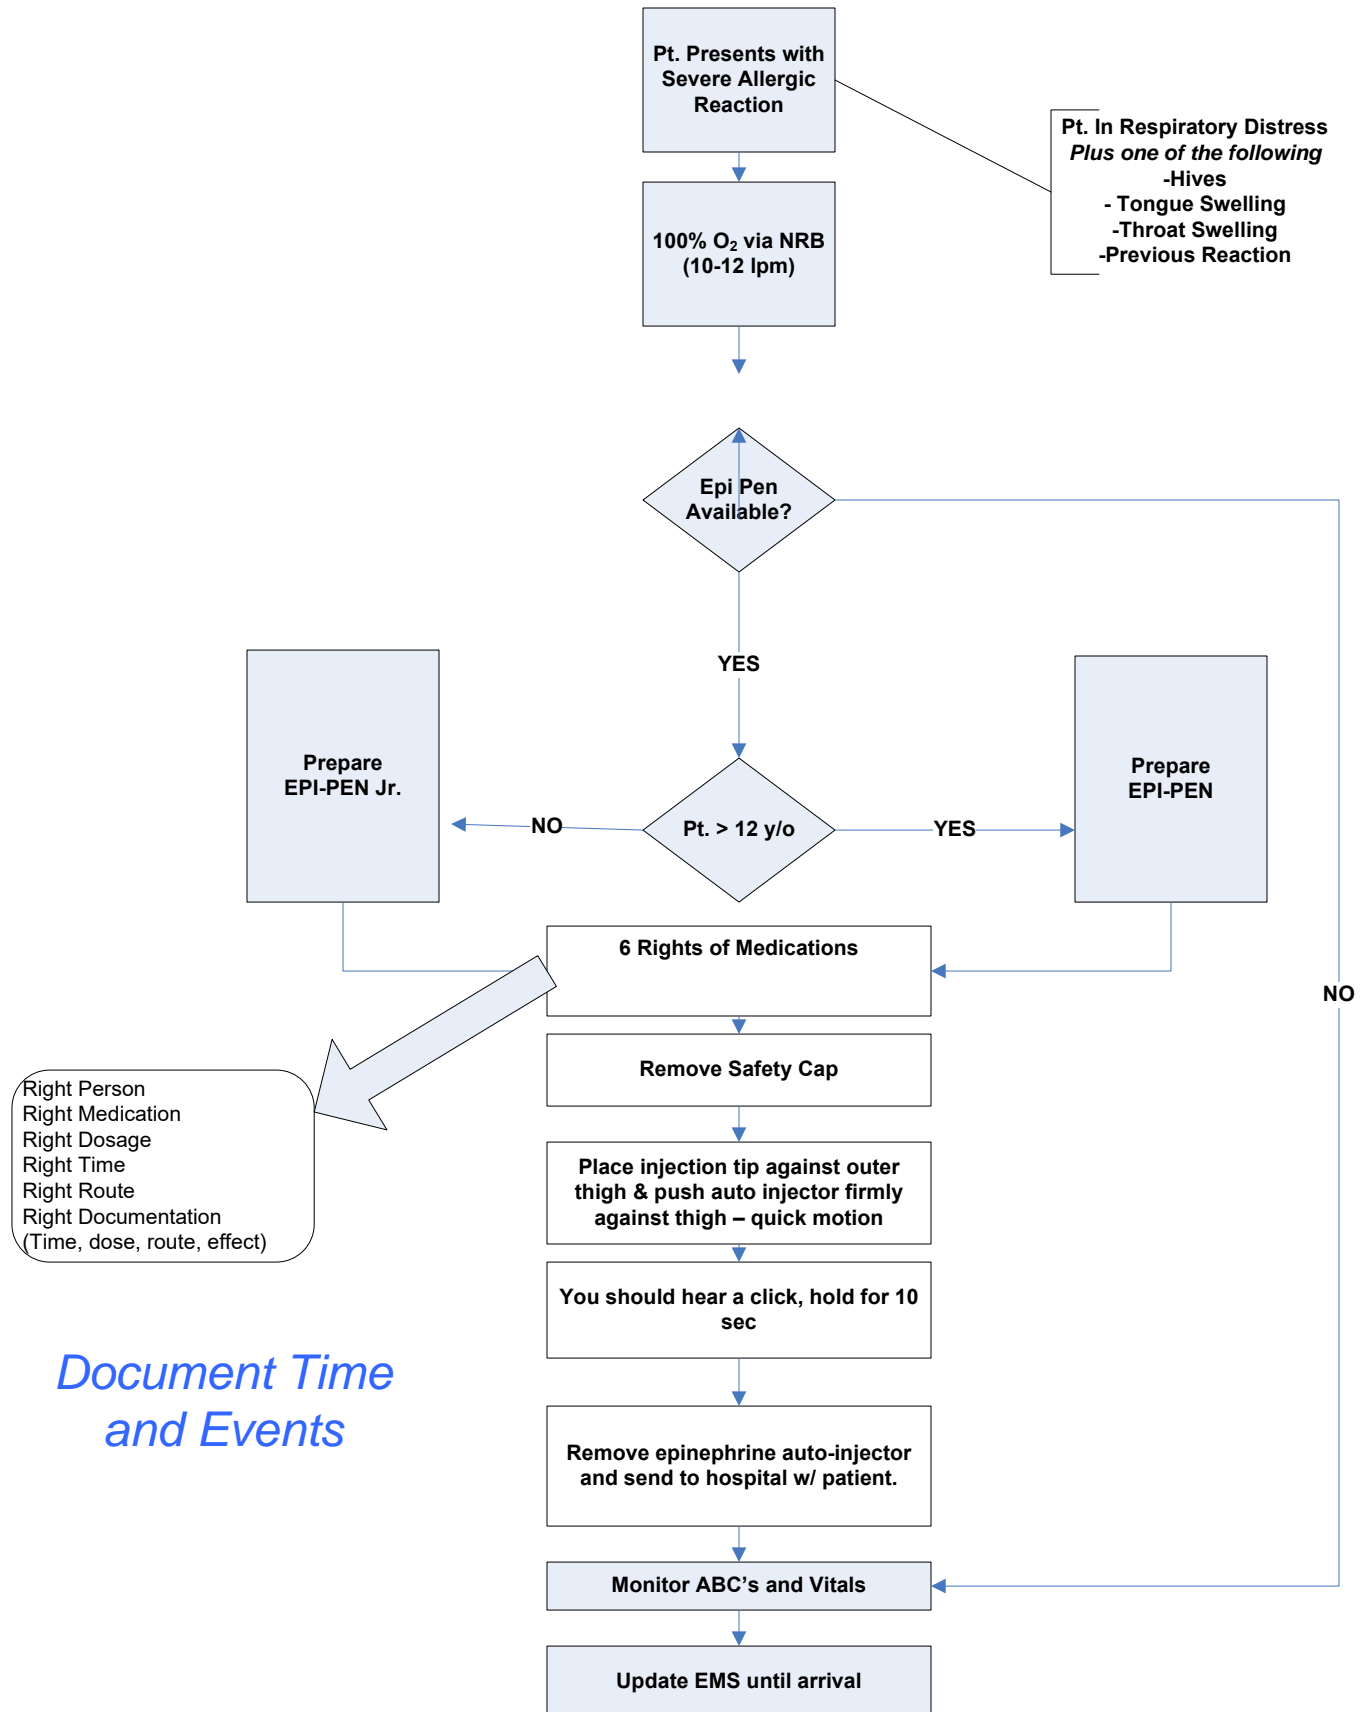 Pt. Presents with
Severe Allergic
Reaction
Pt. In Respiratory Distress
Plus one of the following
-Hives
- Tongue Swelling
-Throat Swelling
-Previous Reaction
100% O₂ via NRB
(10-12 lpm)
Epi Pen
Available?
YES
Prepare
EPI-PEN Jr.
NO
Pt. > 12 y/o
YES
Prepare
EPI-PEN
NO
6 Rights of Medications
Right Person
Right Medication
Right Dosage
Right Time
Right Route
Right Documentation
(Time, dose, route, effect)
Remove Safety Cap
Place injection tip against outer
thigh & push auto injector firmly
against thigh – quick motion
You should hear a click, hold for 10
sec
Document Time
and Events
Remove epinephrine auto-injector
and send to hospital w/ patient.
Monitor ABC’s and Vitals
Update EMS until arrival